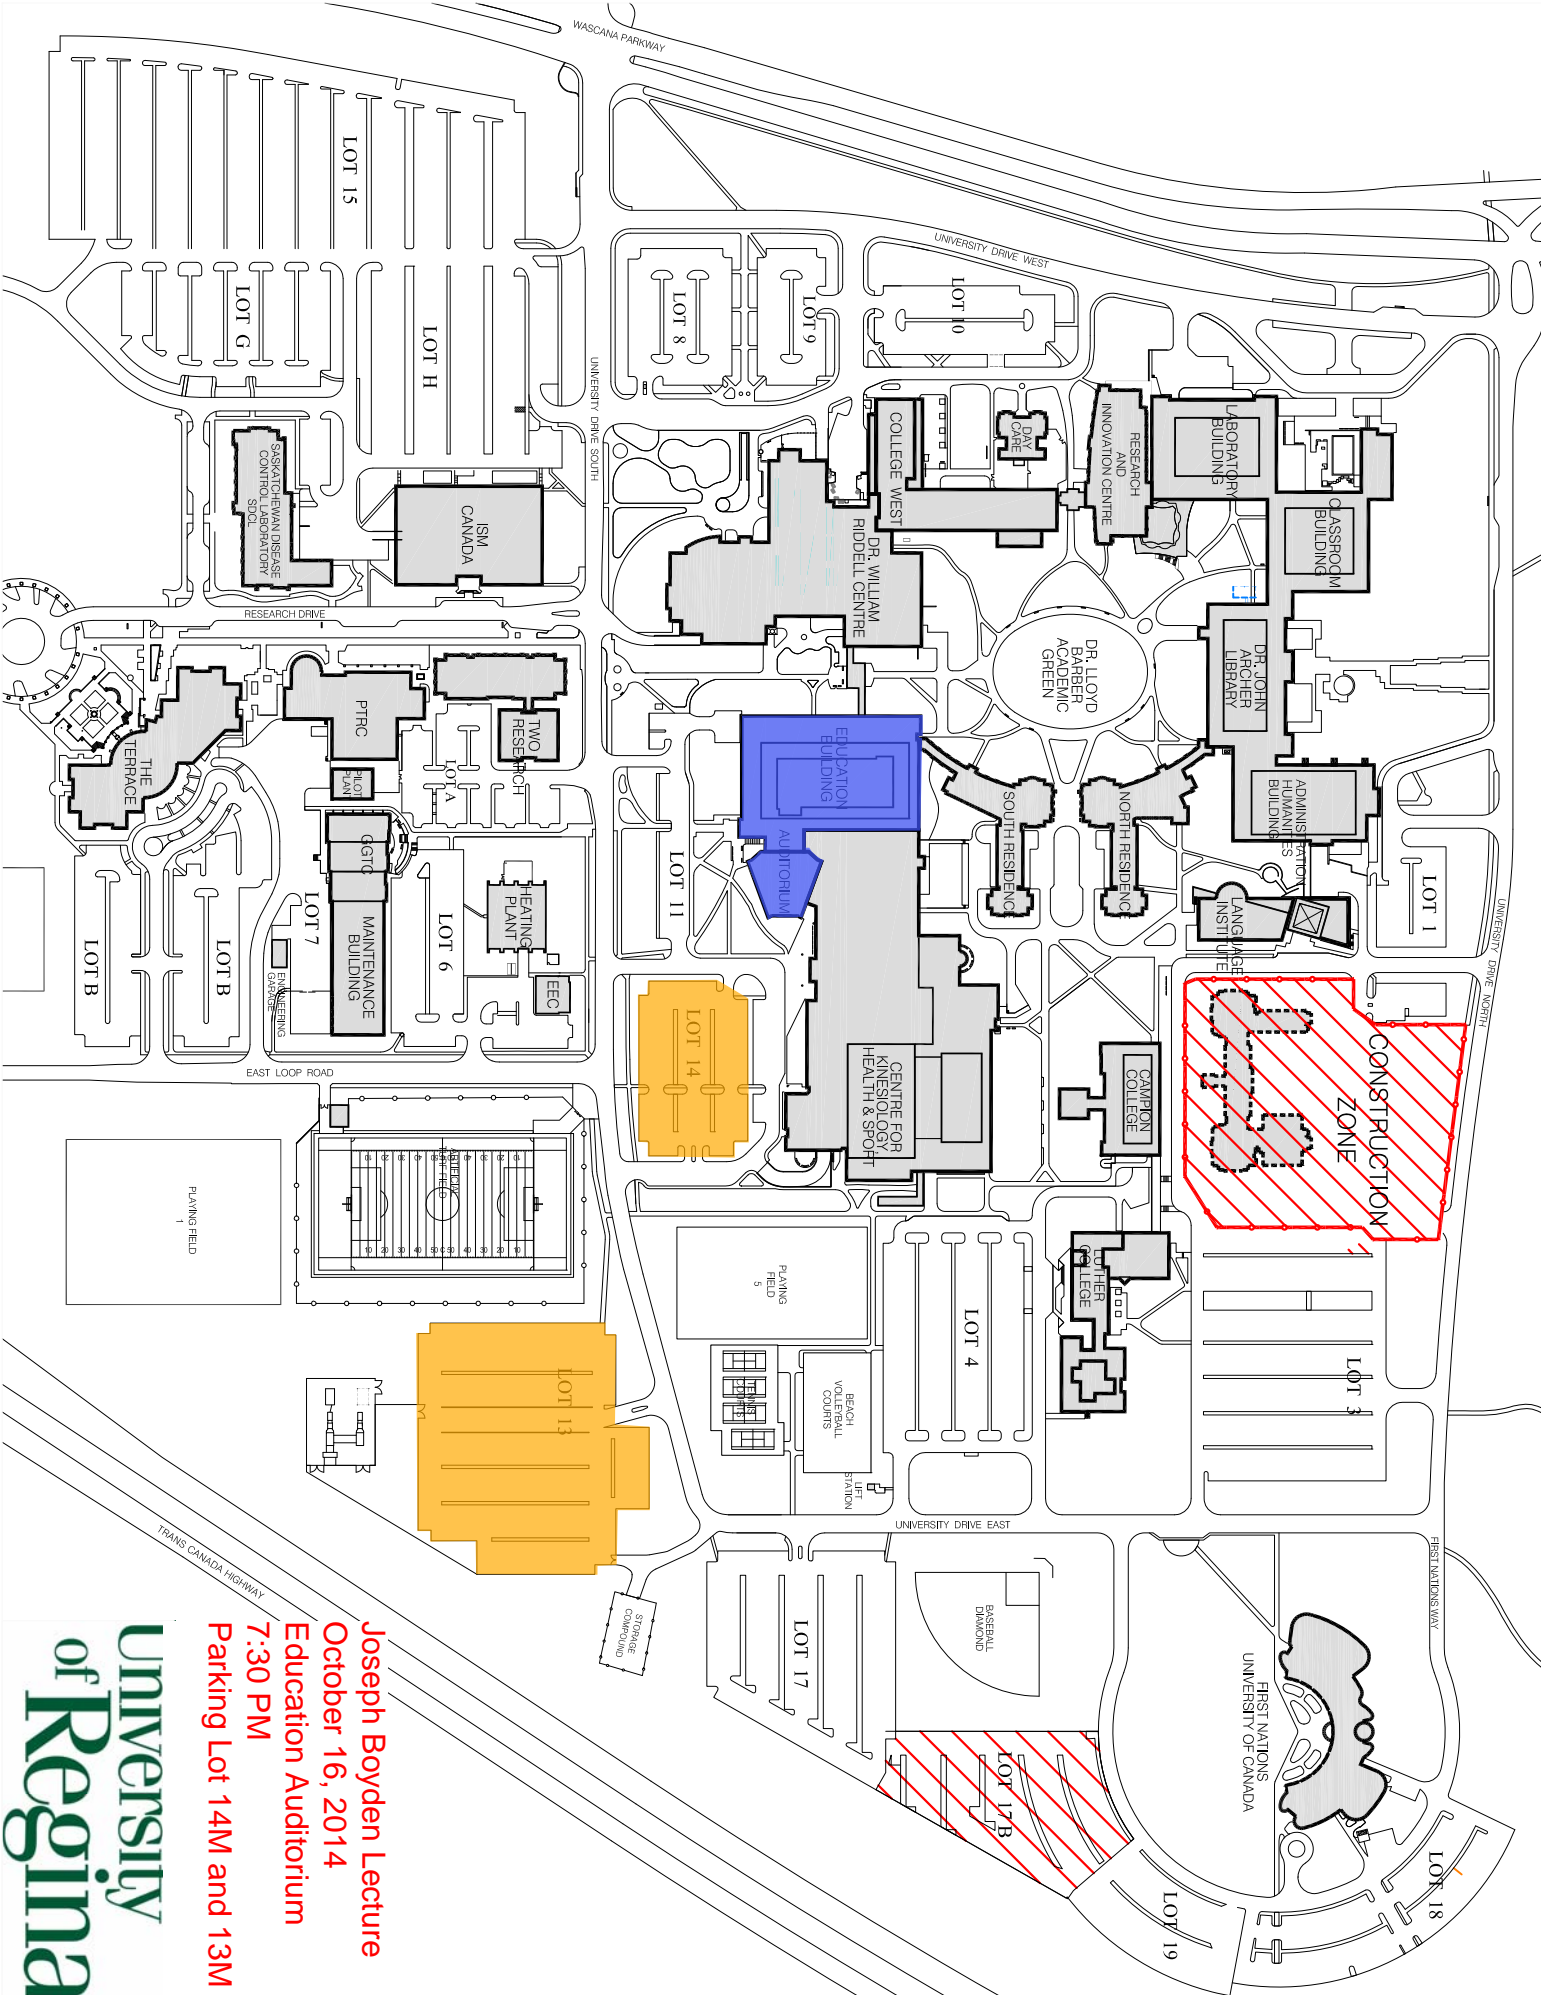 WASCANA PARKWAY
UNIVERSITY DRIVE WEST
LOT 15
LOT G
LOT H
LOT 8
LOT 9
LOT 10
UNIVERSITY DRIVE SOUTH
SASKATCHEWAN DISEASE
CONTROL LABORATORY
SDCL
ISM
CANADA
RESEARCH DRIVE
COLLEGE WEST
DAY
CARE
RESEARCH
AND
INNOVATION CENTRE
LABORATORY
BUILDING
CLASSROOM
BUILDING
DR. WILLIAM
RIDDELL CENTRE
DR. LLOYD
BARBER
ACADEMIC
GREEN
DR. JOHN
ARCHER
LIBRARY
THE
TERRACE
PTRC
PILOT
PLANT
TWO
RESEARCH
LOT A
GGTC
MAINTENANCE
BUILDING
HEATING
PLANT
EEC
LOT 6
LOT 7
LOT B
LOT B
ENGINEERING
GARAGE
LOT 11
EDUCATION
BUILDING
AUDITORIUM
SOUTH RESIDENCE
NORTH RESIDENCE
ADMINISTRATION
HUMANITIES
BUILDING
LANGUAGE
INSTITUTE
LOT 1
UNIVERSITY DRIVE NORTH
EAST LOOP ROAD
LOT 14
CENTRE FOR
KINESIOLOGY,
HEALTH & SPORT
CAMPION
COLLEGE
CONSTRUCTION
ZONE
PLAYING FIELD
1
ARTIFICIAL
TURF FIELD
PLAYING
FIELD
5
LOT 4
LUTHER
COLLEGE
LOT 3
LOT 13
TENNIS
COURTS
BEACH
VOLLEYBALL
COURTS
LIFT
STATION
UNIVERSITY DRIVE EAST
FIRST NATIONS WAY
TRANS CANADA HIGHWAY
STORAGE
COMPOUND
LOT 17
BASEBALL
DIAMOND
FIRST NATIONS
UNIVERSITY OF CANADA
LOT 17B
LOT 18
LOT 19
Joseph Boyden Lecture
October 16, 2014
Education Auditorium
7:30 PM
Parking Lot 14M and 13M
University
of Regina